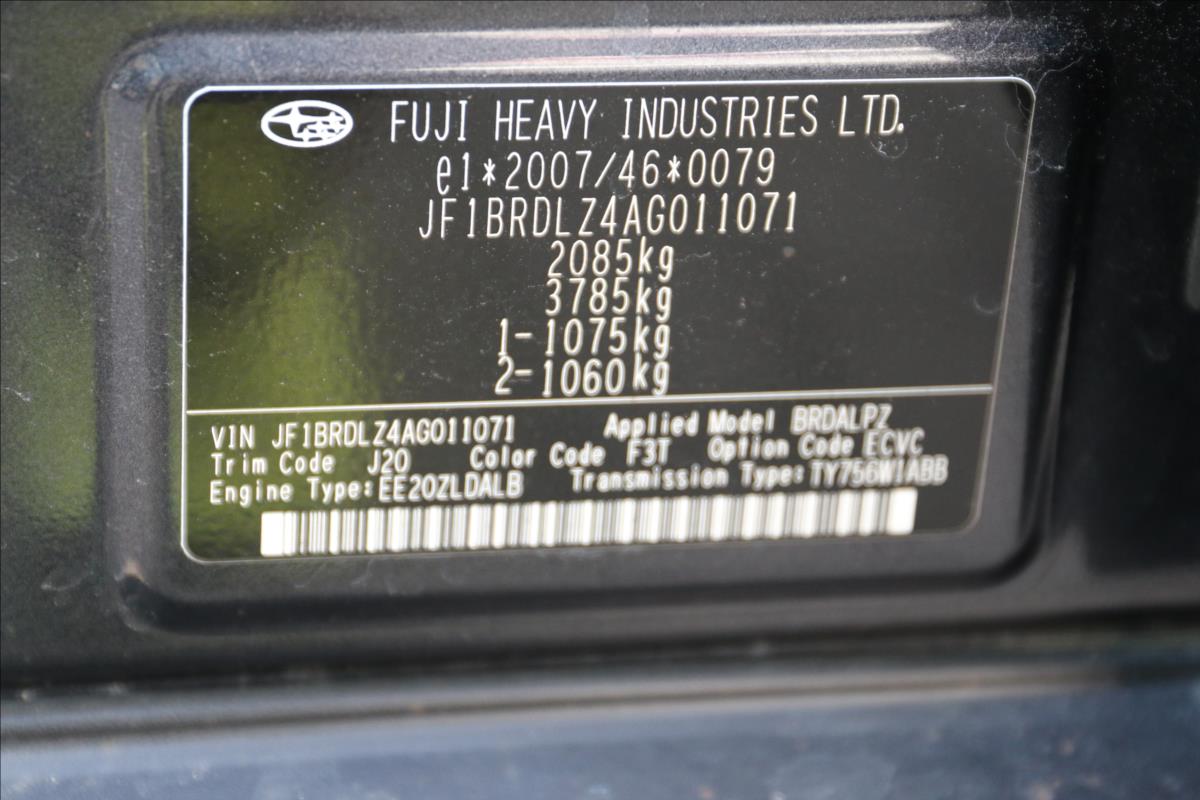 FUJI HEAVY INDUSTRIES LTD.
e1*2007/46*0079
JF1BRDLZ4AG011071
2085kg
3785kg
1-1075kg
2-1060kg
VIN JF1BRDLZ4AG011071 Applied Model BRDALPZ
Trim Code J20 Color Code F3T Option Code ECVC
Engine Type:EE20ZLDALB Transmission Type:TY756W1ABB